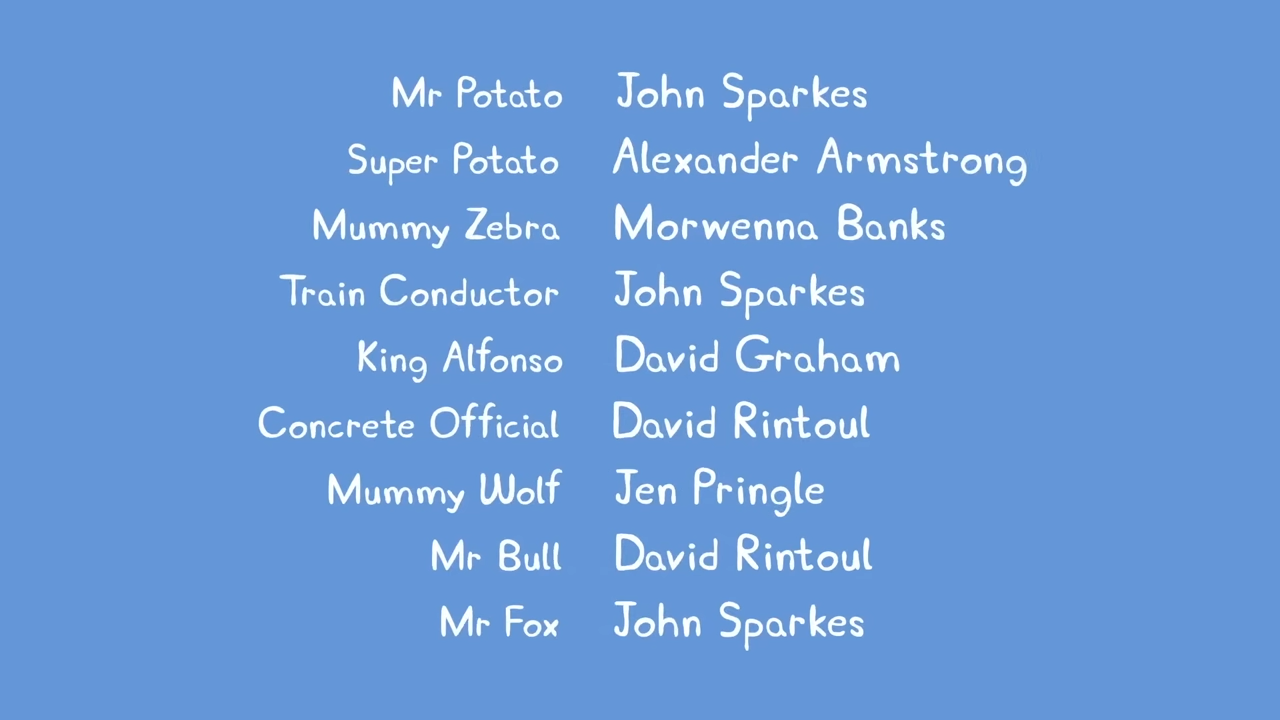 Mr Potato John Sparkes
Super Potato Alexander Armstrong
Mummy Zebra Morwenna Banks
Train Conductor John Sparkes
King Alfonso David Graham
Concrete Official David Rintoul
Mummy Wolf Jen Pringle
Mr Bull David Rintoul
Mr Fox John Sparkes